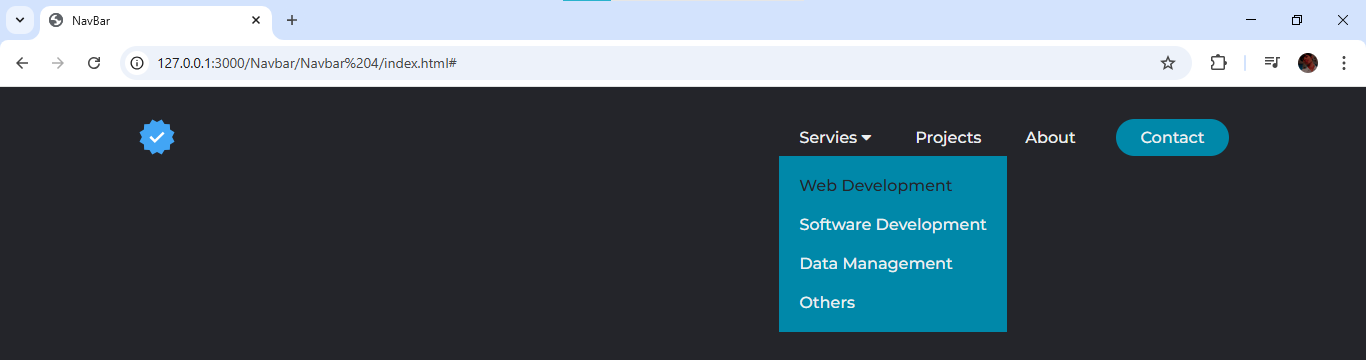 NavBar
127.0.0.1:3000/Navbar/Navbar%204/index.html#
Servies Projects About Contact
Web Development
Software Development
Data Management
Others